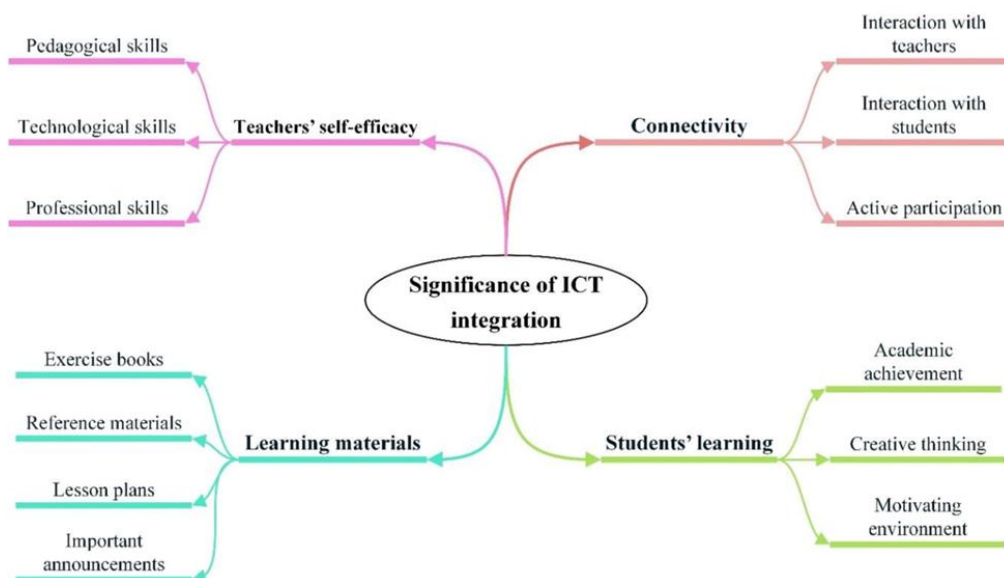 Pedagogical skills
Technological skills
Professional skills
Teachers’ self-efficacy
Connectivity
Interaction with
teachers
Interaction with
students
Active participation
Significance of ICT
integration
Exercise books
Reference materials
Lesson plans
Important
announcements
Learning materials
Students’ learning
Academic
achievement
Creative thinking
Motivating
environment